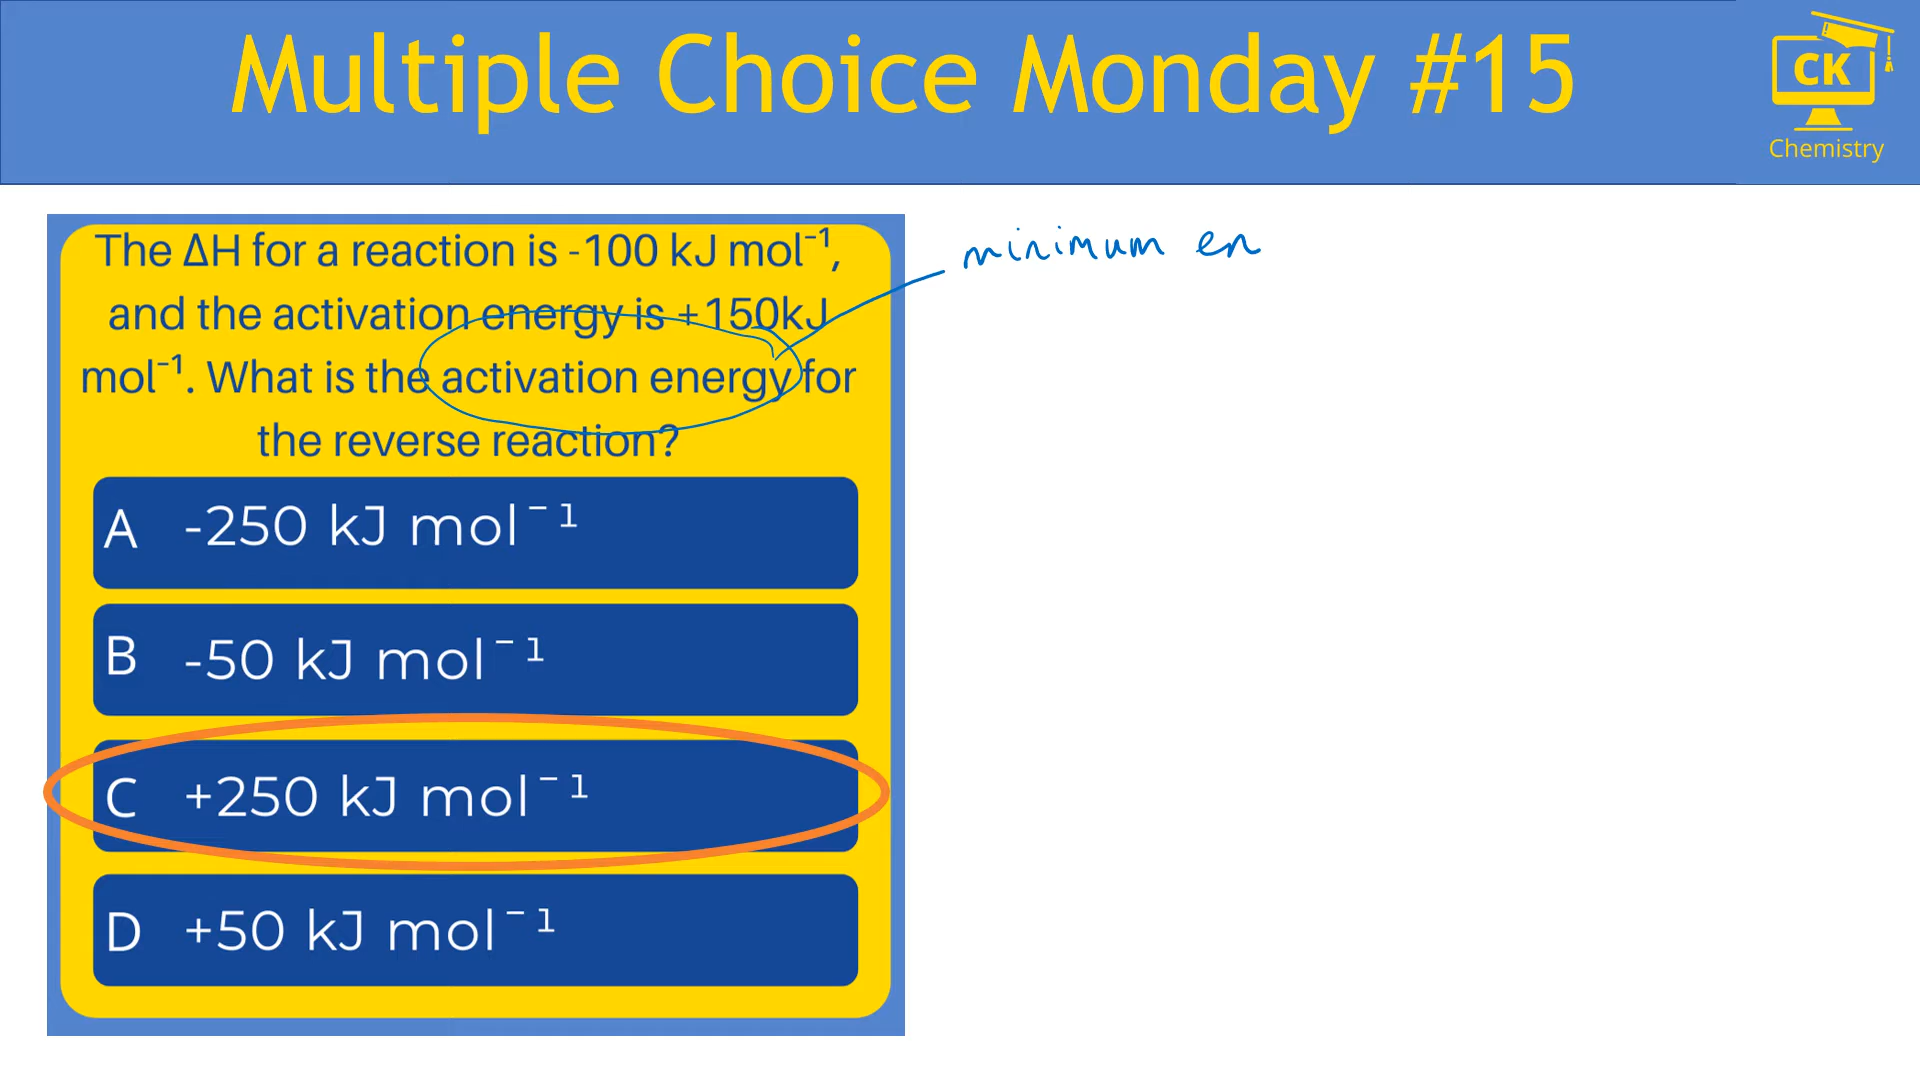 Multiple Choice Monday #15
CK
Chemistry
The ΔH for a reaction is -100 kJ mol⁻¹,
and the activation energy is +150kJ
mol⁻¹. What is the activation energy for
the reverse reaction?
minimum en
A -250 kJ mol⁻¹
B -50 kJ mol⁻¹
C +250 kJ mol⁻¹
D +50 kJ mol⁻¹